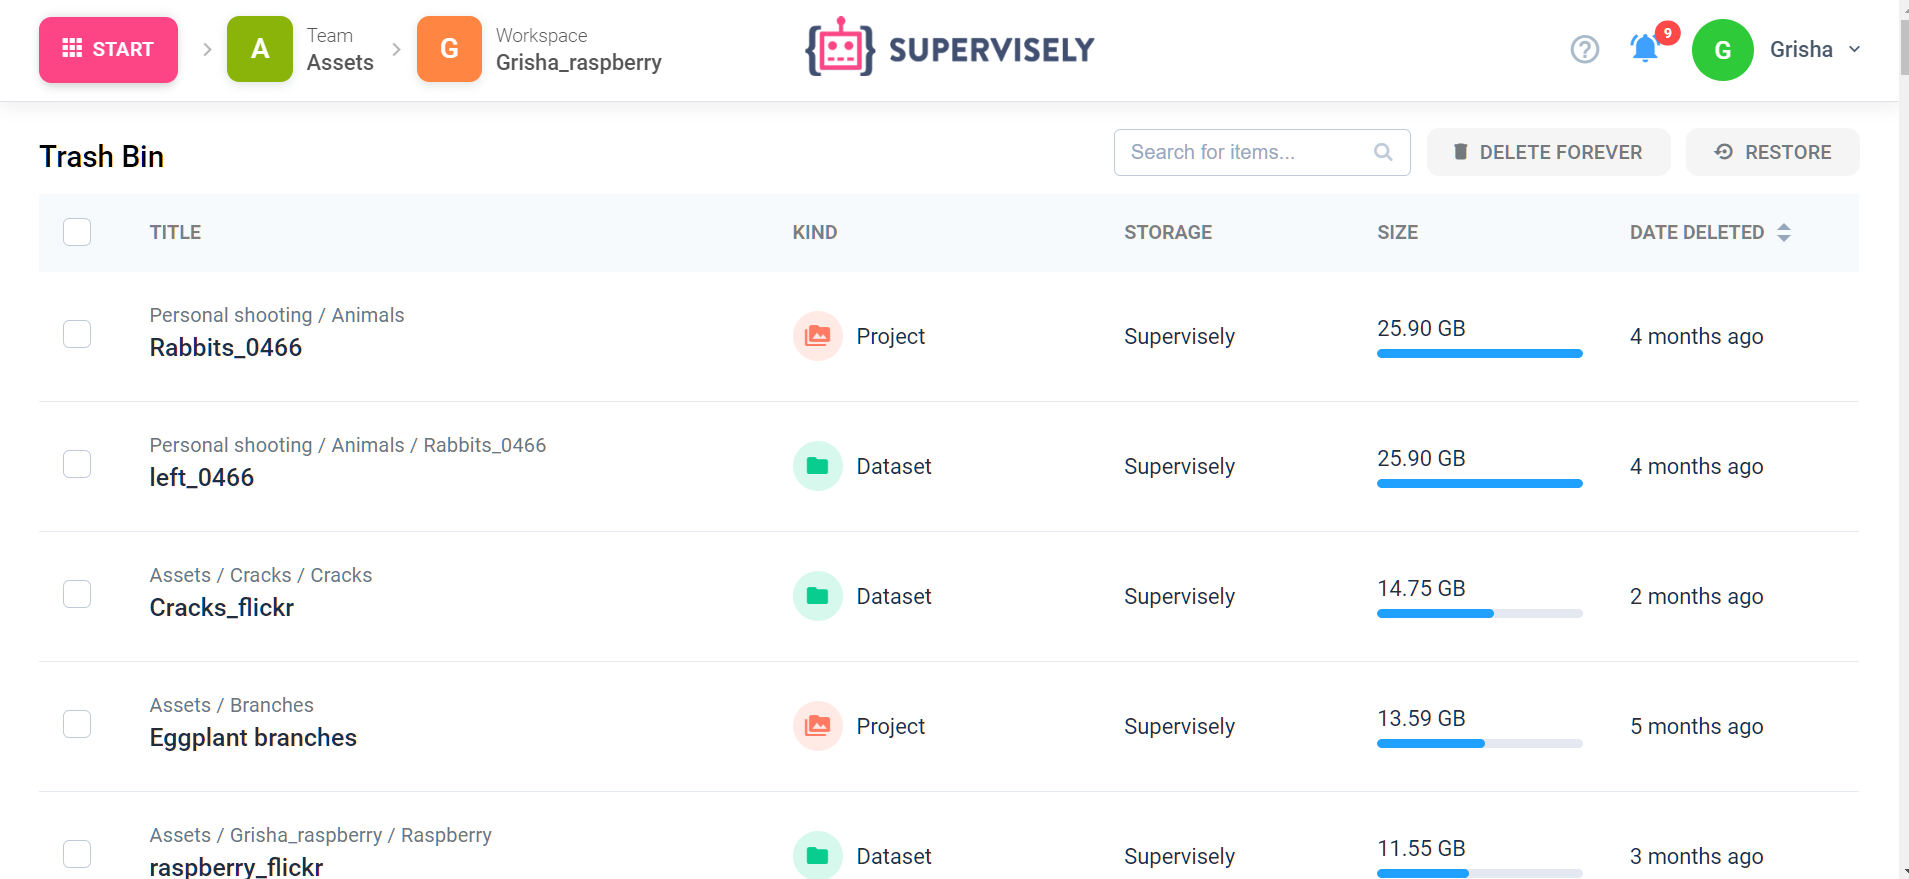 START
A
Team
Assets
G
Workspace
Grisha_raspberry
SUPERVISELY
9
G
Grisha
Trash Bin
Search for items...
DELETE FOREVER
RESTORE
TITLE
KIND
STORAGE
SIZE
DATE DELETED
Personal shooting / Animals
Rabbits_0466
Project
Supervisely
25.90 GB
4 months ago
Personal shooting / Animals / Rabbits_0466
left_0466
Dataset
Supervisely
25.90 GB
4 months ago
Assets / Cracks / Cracks
Cracks_flickr
Dataset
Supervisely
14.75 GB
2 months ago
Assets / Branches
Eggplant branches
Project
Supervisely
13.59 GB
5 months ago
Assets / Grisha_raspberry / Raspberry
raspberry_flickr
Dataset
Supervisely
11.55 GB
3 months ago